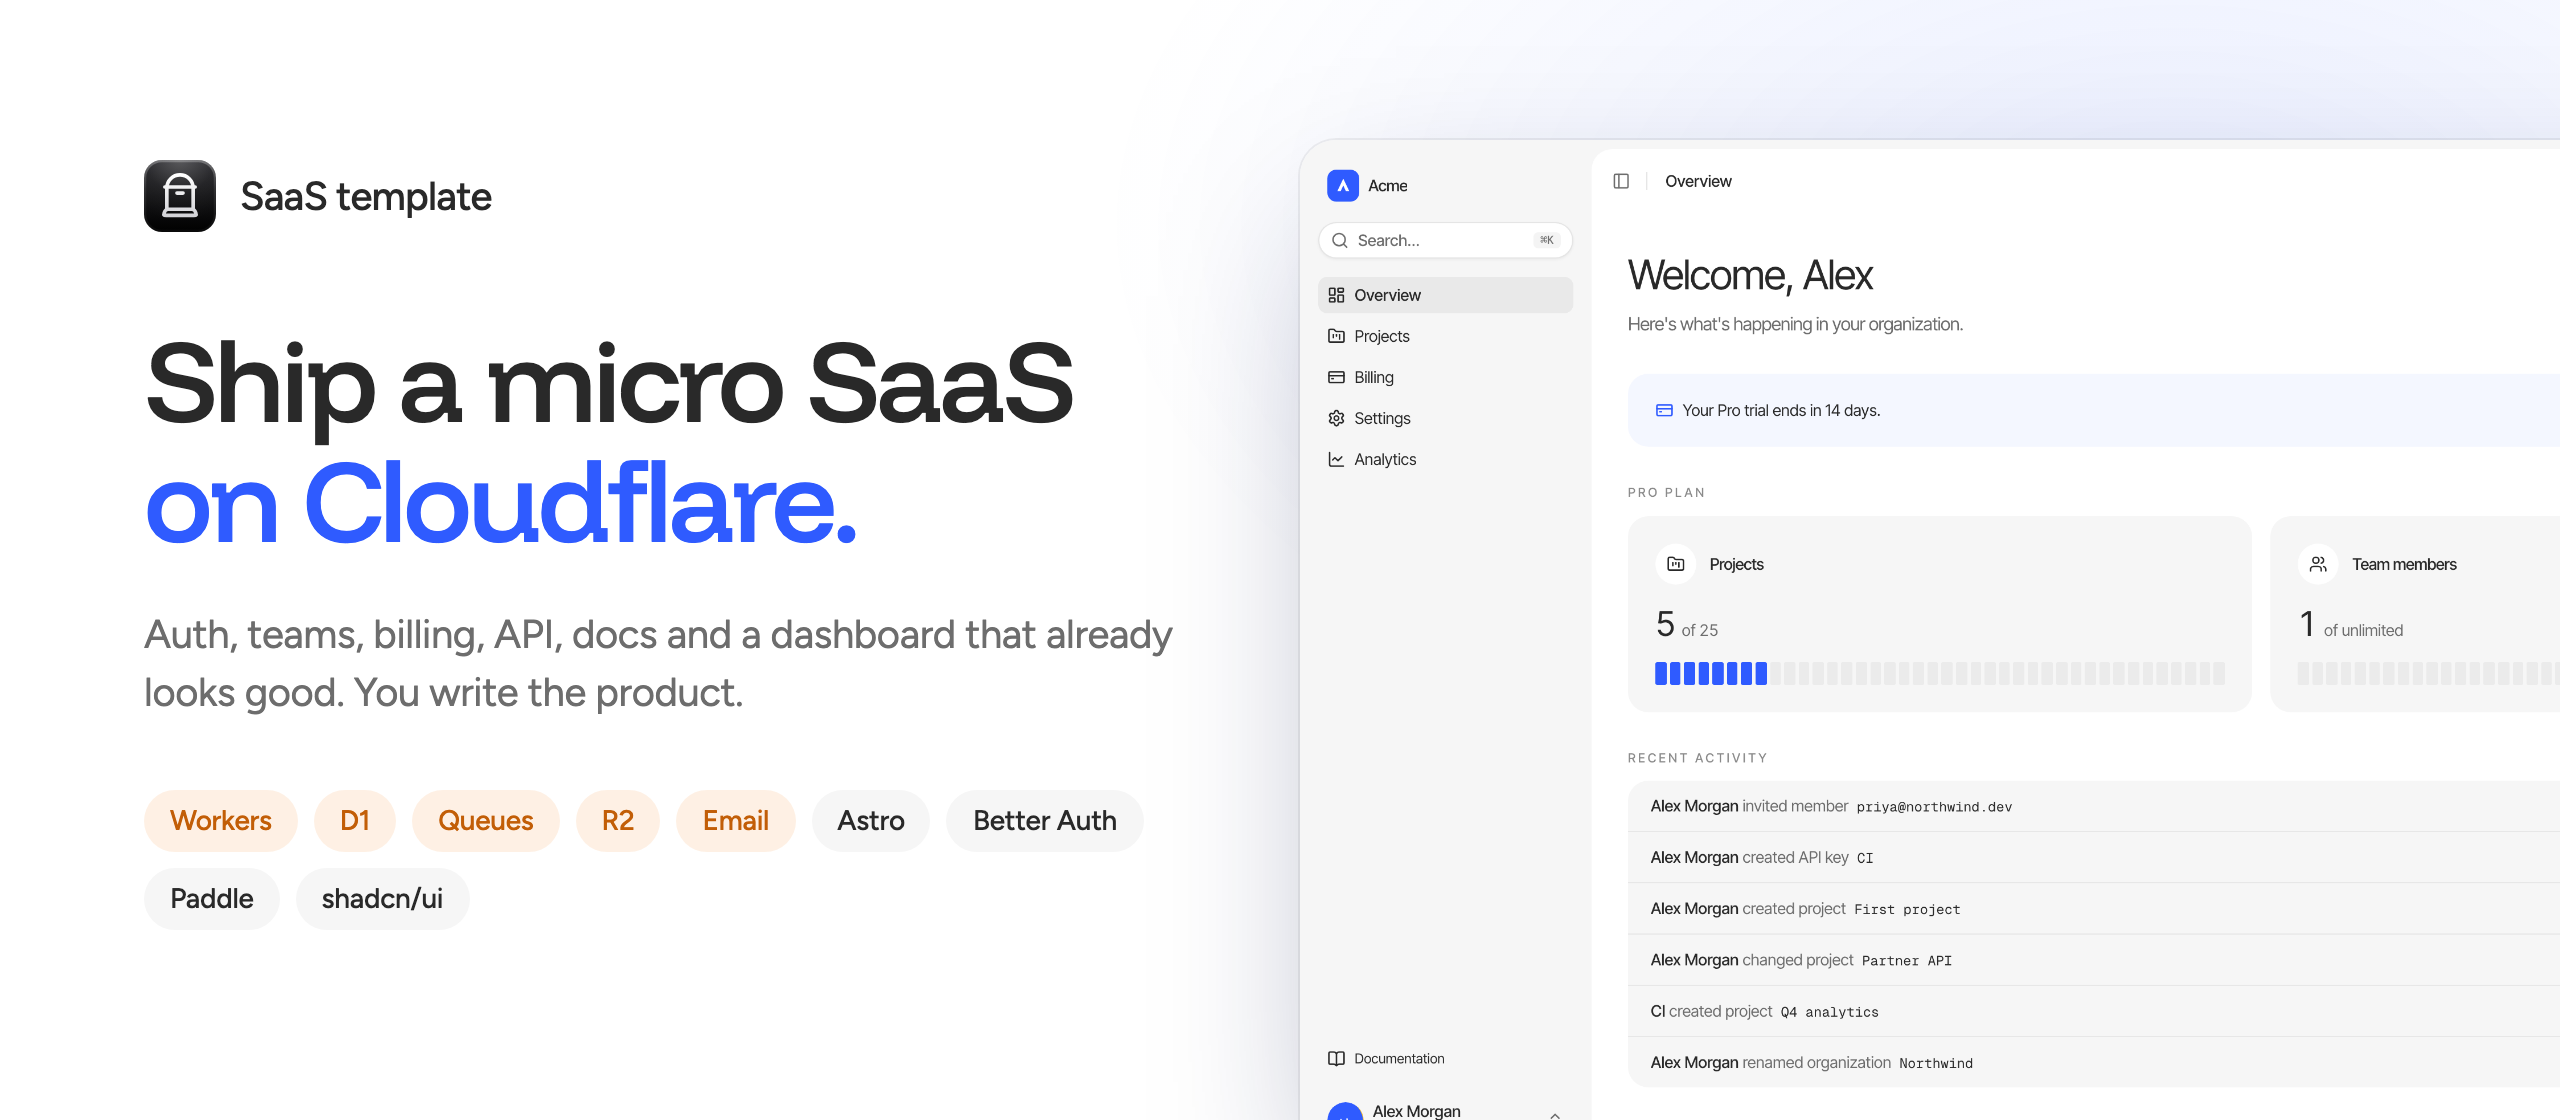 SaaS template
Ship a micro SaaS
on Cloudflare.
Auth, teams, billing, API, docs and a dashboard that already
looks good. You write the product.
Workers D1 Queues R2 Email Astro Better Auth
Paddle shadcn/ui
Acme
Search... ⌘K
Overview
Projects
Billing
Settings
Analytics
Documentation
Alex Morgan
Overview
Welcome, Alex
Here's what's happening in your organization.
Your Pro trial ends in 14 days.
PRO PLAN
Projects
5 of 25
Team members
1 of unlimited
RECENT ACTIVITY
Alex Morgan invited member priya@northwind.dev
Alex Morgan created API key CI
Alex Morgan created project First project
Alex Morgan changed project Partner API
CI created project Q4 analytics
Alex Morgan renamed organization Northwind